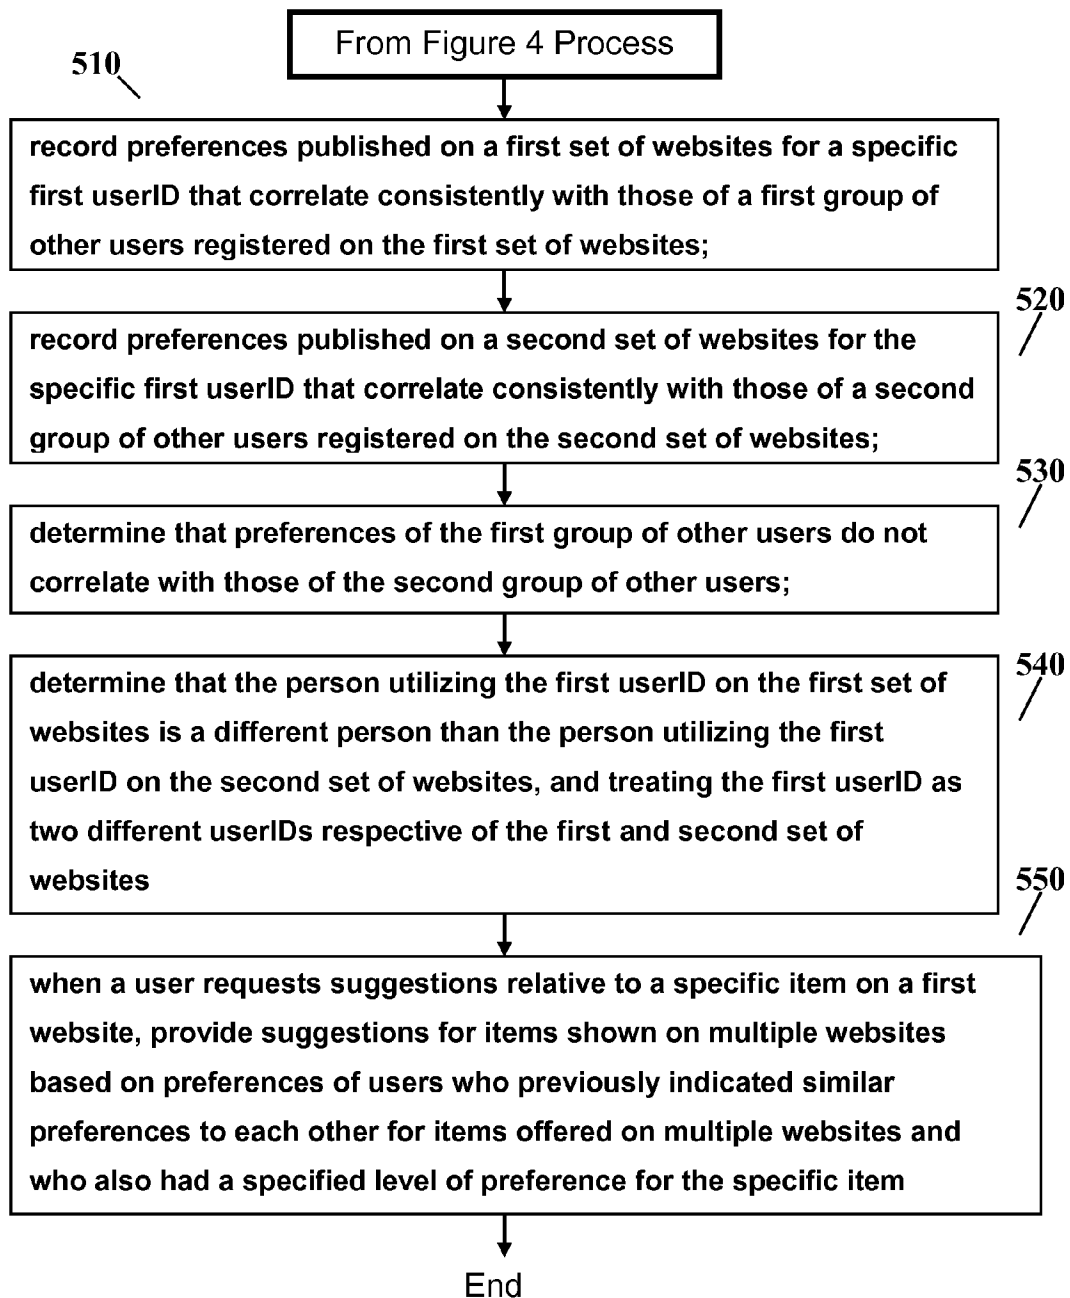 From Figure 4 Process
510
record preferences published on a first set of websites for a specific
first userID that correlate consistently with those of a first group of
other users registered on the first set of websites;
520
record preferences published on a second set of websites for the
specific first userID that correlate consistently with those of a second
group of other users registered on the second set of websites;
530
determine that preferences of the first group of other users do not
correlate with those of the second group of other users;
540
determine that the person utilizing the first userID on the first set of
websites is a different person than the person utilizing the first
userID on the second set of websites, and treating the first userID as
two different userIDs respective of the first and second set of
websites
550
when a user requests suggestions relative to a specific item on a first
website, provide suggestions for items shown on multiple websites
based on preferences of users who previously indicated similar
preferences to each other for items offered on multiple websites and
who also had a specified level of preference for the specific item
End